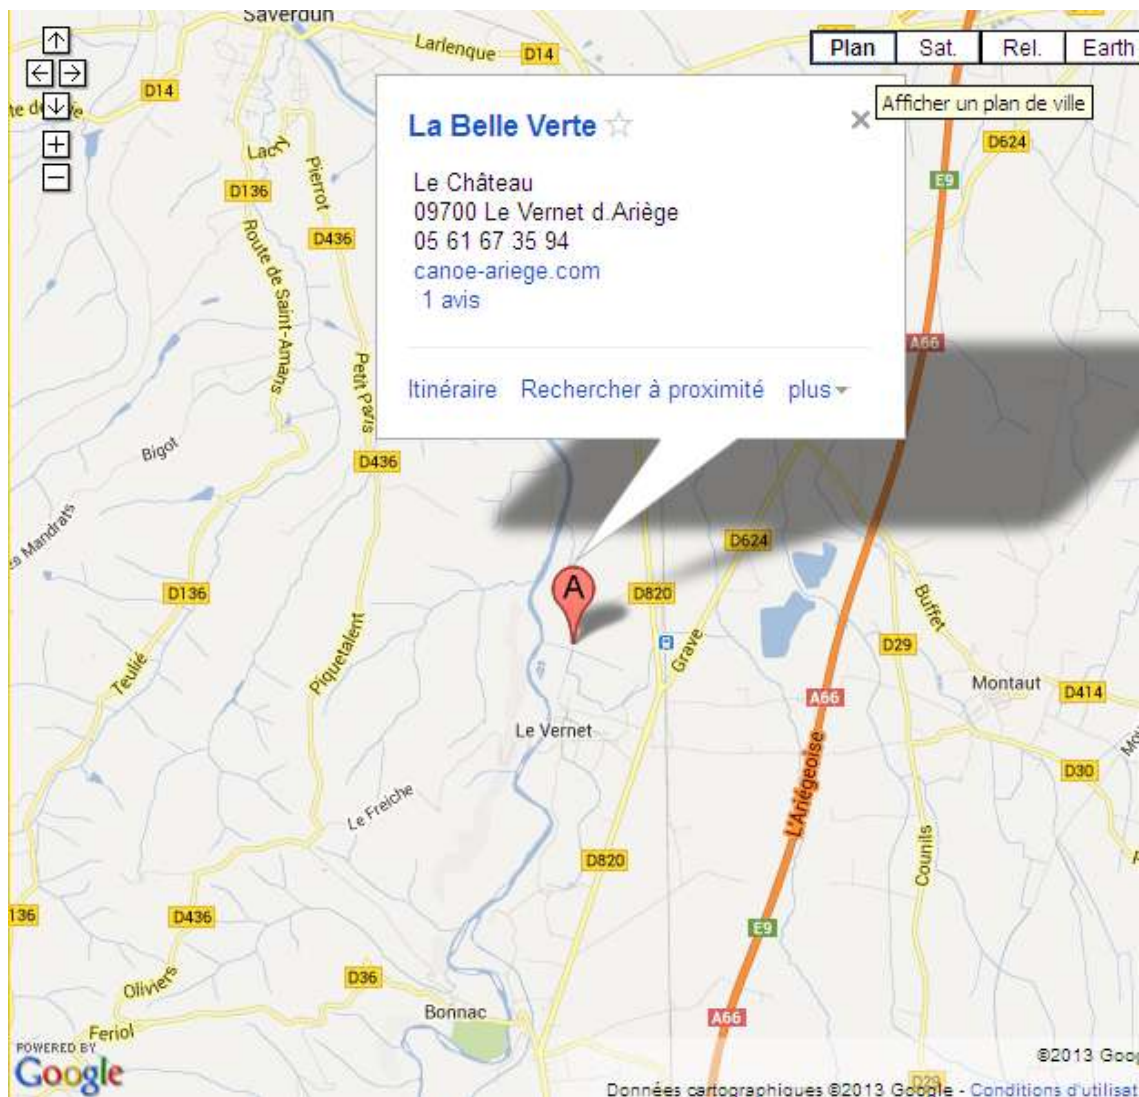 Saverdun
Larlenque
D14
Plan
Sat.
Rel.
Earth
Afficher un plan de ville
D14
La Belle Verte
Le Château
09700 Le Vernet d.Ariège
05 61 67 35 94
canoe-ariege.com
1 avis
Itinéraire Rechercher à proximité plus
D624
E9
Pierrot
D136
D436
Route de Saint-Amans
A66
Petit Paris
Bigot
D436
Mandrats
D624
A
D136
D820
Buffet
Grave
D29
Teulié
Piquetalent
Montaut
D414
A66
Le Vernet
L'Ariégeoise
D30
Le Freiche
Counils
D820
136
D436
E9
D36
Oliviers
Bonnac
A66
Feriol
POWERED BY
Google
©2013 Goog
D29
Données cartographiques ©2013 Google - Conditions d'utilisat